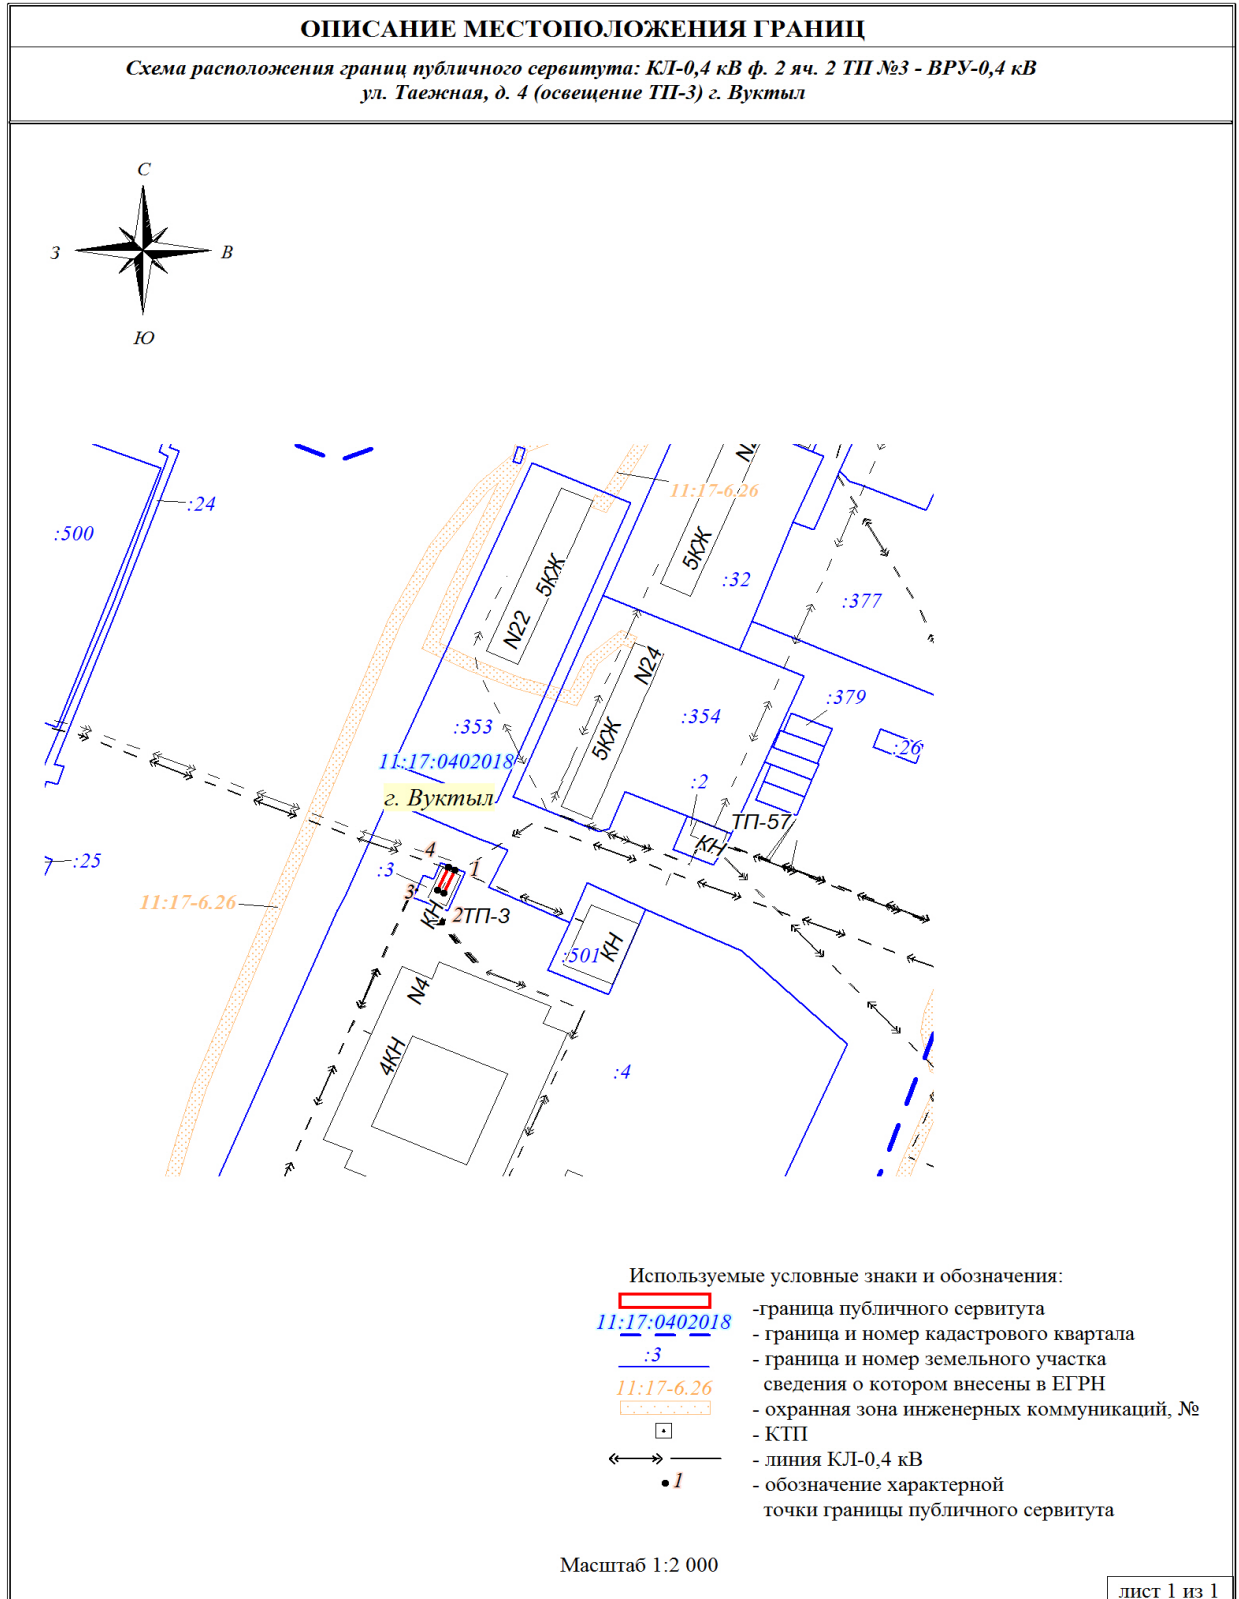 ОПИСАНИЕ МЕСТОПОЛОЖЕНИЯ ГРАНИЦ
Схема расположения границ публичного сервитута: КЛ-0,4 кВ ф. 2 яч. 2 ТП №3 - ВРУ-0,4 кВ
ул. Таежная, д. 4 (освещение ТП-3) г. Вуктыл
С
З
В
Ю
:24
:500
11:17-6.26
5КЖ
:32
5КЖ
:377
N22
N24
:379
:353
:354
5КЖ
:26
11:17:0402018
:2
г. Вуктыл
ТП-57
КН
4
1
:25
:3
3
11:17-6.26
КН
2
ТП-3
:501
КН
N4
4КН
:4
Используемые условные знаки и обозначения:
-граница публичного сервитута
11:17:0402018
- граница и номер кадастрового квартала
:3
- граница и номер земельного участка
сведения о котором внесены в ЕГРН
11:17-6.26
- охранная зона инженерных коммуникаций, №
- КТП
- линия КЛ-0,4 кВ
1
- обозначение характерной
точки границы публичного сервитута
Масштаб 1:2 000
лист 1 из 1